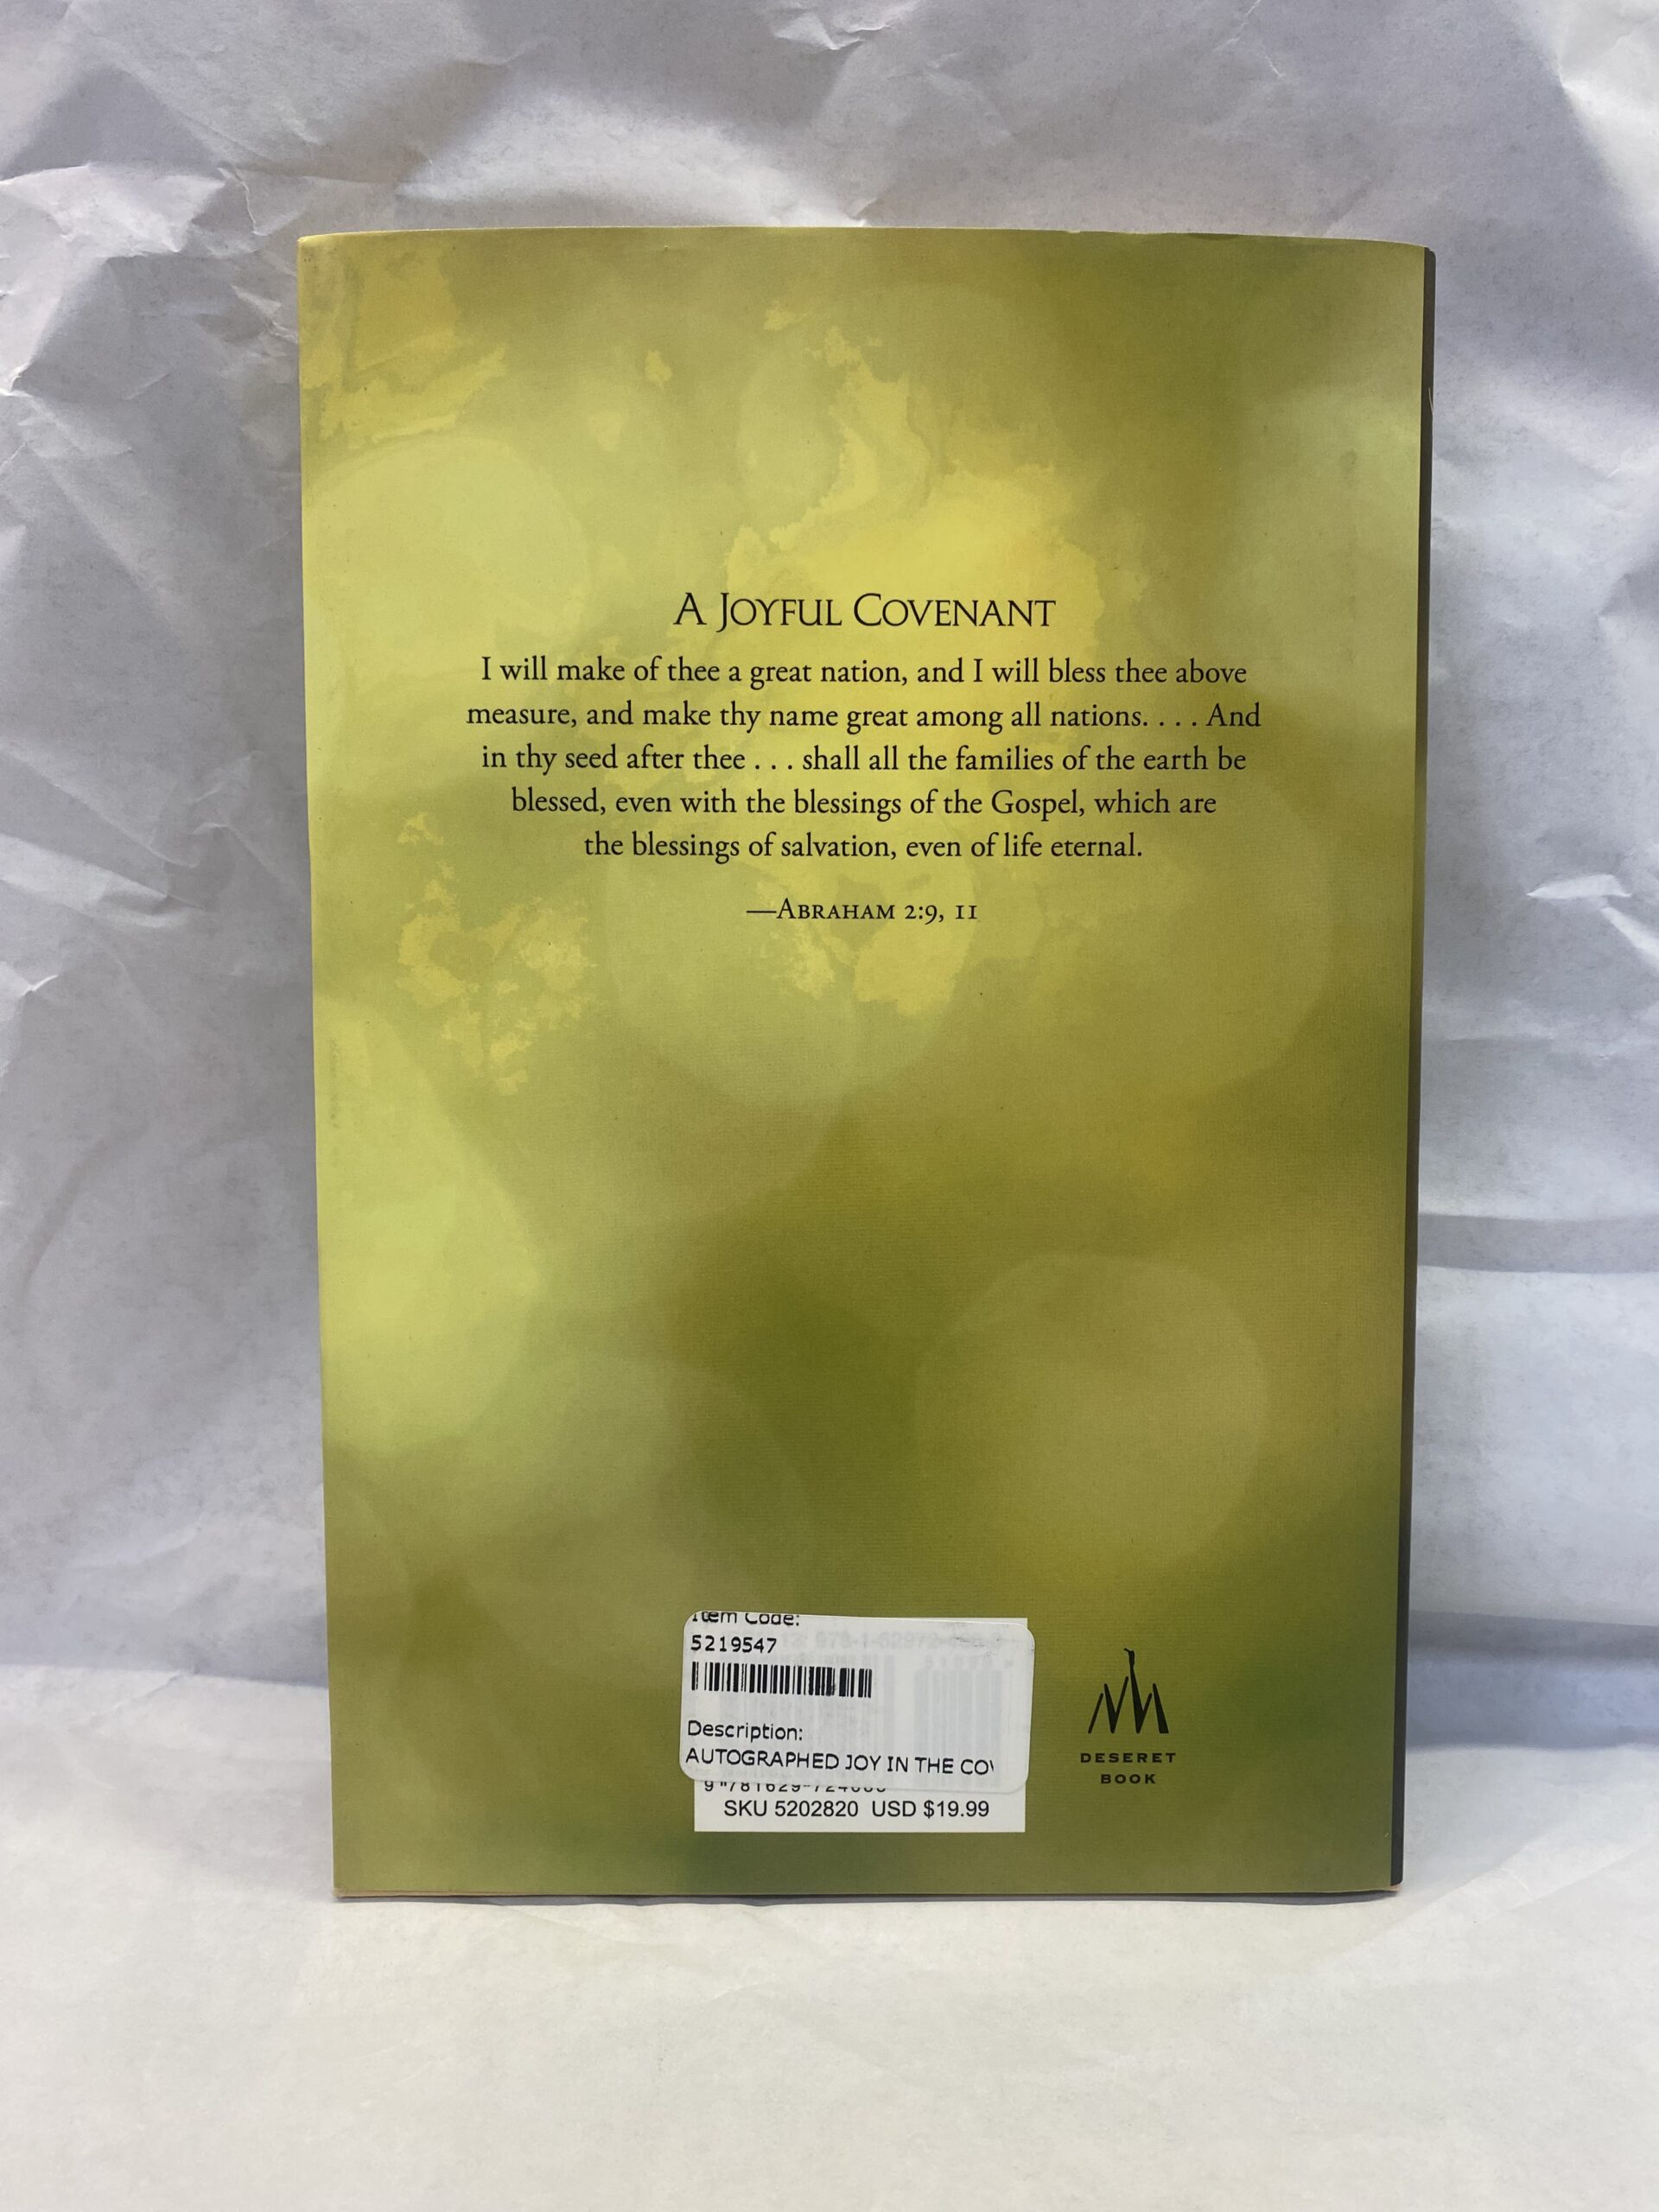 A JOYFUL COVENANT
I will make of thee a great nation, and I will bless thee above
measure, and make thy name great among all nations. . . . And
in thy seed after thee . . . shall all the families of the earth be
blessed, even with the blessings of the Gospel, which are
the blessings of salvation, even of life eternal.
—ABRAHAM 2:9, 11
Item Code:
5219547
Description:
AUTOGRAPHED JOY IN THE
SKU 5202820 USD $19.99
DESERET
BOOK